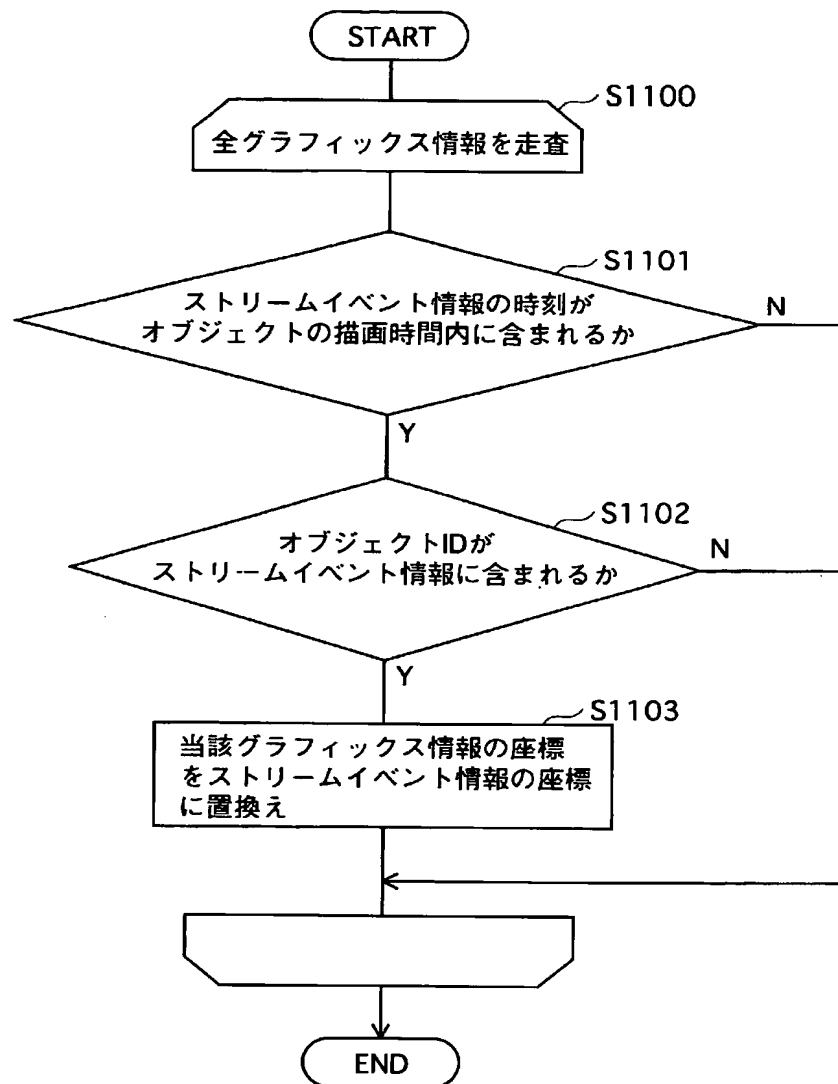 START
S1100
全グラフィックス情報を走査
S1101
ストリームイベント情報の時刻が
オブジェクトの描画時間内に含まれるか
N
Y
S1102
オブジェクトIDが
ストリームイベント情報に含まれるか
N
Y
S1103
当該グラフィックス情報の座標
をストリームイベント情報の座標
に置換え
END